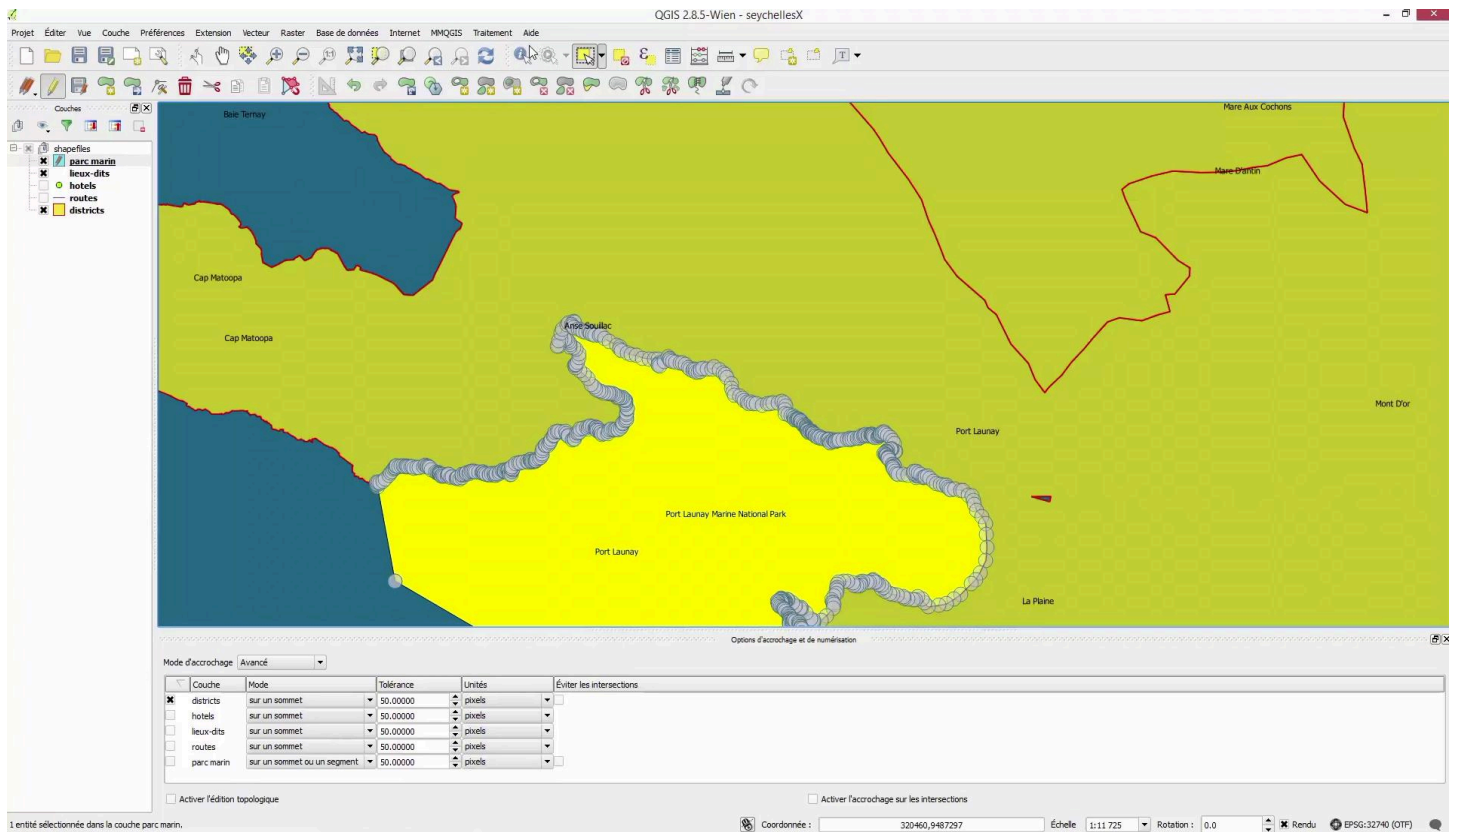 QGIS 2.8.5-Wien - seychellesX
Projet Éditer Vue Couche Préférences Extension Vecteur Raster Base de données Internet MMQGIS Traitement Aide
Couches
shapefiles
parc marin
lieux-dits
hotels
routes
districts
Baie Ternay
Mare Aux Cochons
Mare D'antin
Cap Matoopa
Anse Souillac
Cap Matoopa
Mont D'or
Port Launay
Port Launay Marine National Park
Port Launay
La Plaine
Options d'accrochage et de numérisation
Mode d'accrochage Avancé
Couche Mode Tolérance Unités Éviter les intersections
districts sur un sommet 50.00000 pixels
hotels sur un sommet 50.00000 pixels
lieux-dits sur un sommet 50.00000 pixels
routes sur un sommet 50.00000 pixels
parc marin sur un sommet ou un segment 50.00000 pixels
Activer l'édition topologique Activer l'accrochage sur les intersections
1 entité sélectionnée dans la couche parc marin. Coordonnée : 320460,9487297 Échelle 1:11 725 Rotation : 0.0 Rendu EPSG:32740 (OTF)